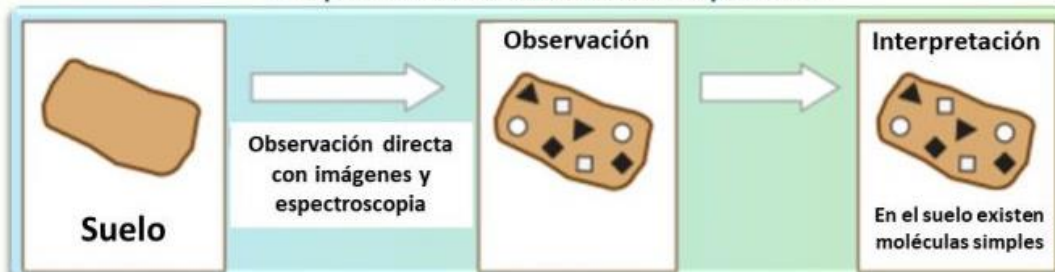 Suelo
Observación directa
con imágenes y
espectroscopia
Observación
Interpretación
En el suelo existen
moléculas simples